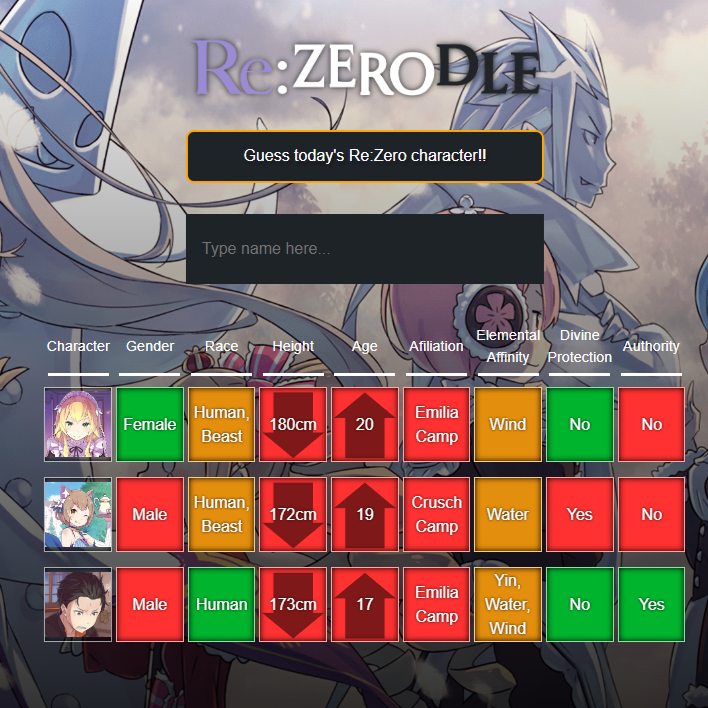 Re:ZERODLE
Guess today's Re:Zero character!!
Type name here...
Character Gender Race Height Age Afiliation Elemental Affinity Divine Protection Authority
Female Human, Beast 180cm 20 Emilia Camp Wind No No
Male Human, Beast 172cm 19 Crusch Camp Water Yes No
Male Human 173cm 17 Emilia Camp Yin, Water, Wind No Yes